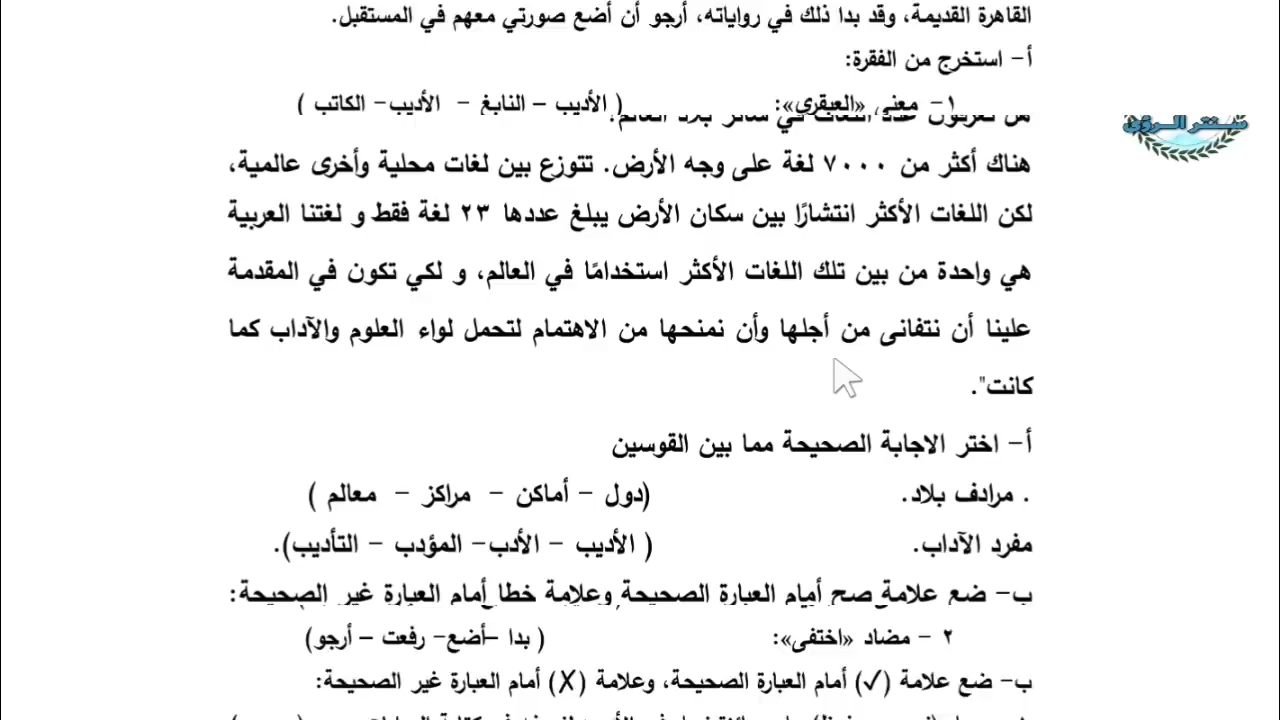 القاهرة القديمة، وقد بدا ذلك في رواياته، أرجو أن أضع صورتي معهم في المستقبل.
أ- استخرج من الفقرة:
١- معنى «العبقري»: ( الأديب – النابغ - الأديب- الكاتب )
سنتر الرؤى
هناك أكثر من ٧٠٠٠ لغة على وجه الأرض. تتوزع بين لغات محلية وأخرى عالمية،
لكن اللغات الأكثر انتشارًا بين سكان الأرض يبلغ عددها ٢٣ لغة فقط و لغتنا العربية
هي واحدة من بين تلك اللغات الأكثر استخدامًا في العالم، و لكي تكون في المقدمة
علينا أن نتفانى من أجلها وأن نمنحها من الاهتمام لتحمل لواء العلوم والآداب كما
كانت".
أ- اختر الاجابة الصحيحة مما بين القوسين
. مرادف بلاد. (دول - أماكن - مراكز - معالم )
مفرد الآداب. ( الأديب - الأدب- المؤدب - التأديب).
ب- ضع علامة صح أمام العبارة الصحيحة وعلامة خطا أمام العبارة غير الصحيحة:
٢ - مضاد «اختفى»: ( بدا –أضع- رفعت – أرجو)
ب- ضع علامة (✓) أمام العبارة الصحيحة، وعلامة (✗) أمام العبارة غير الصحيحة: